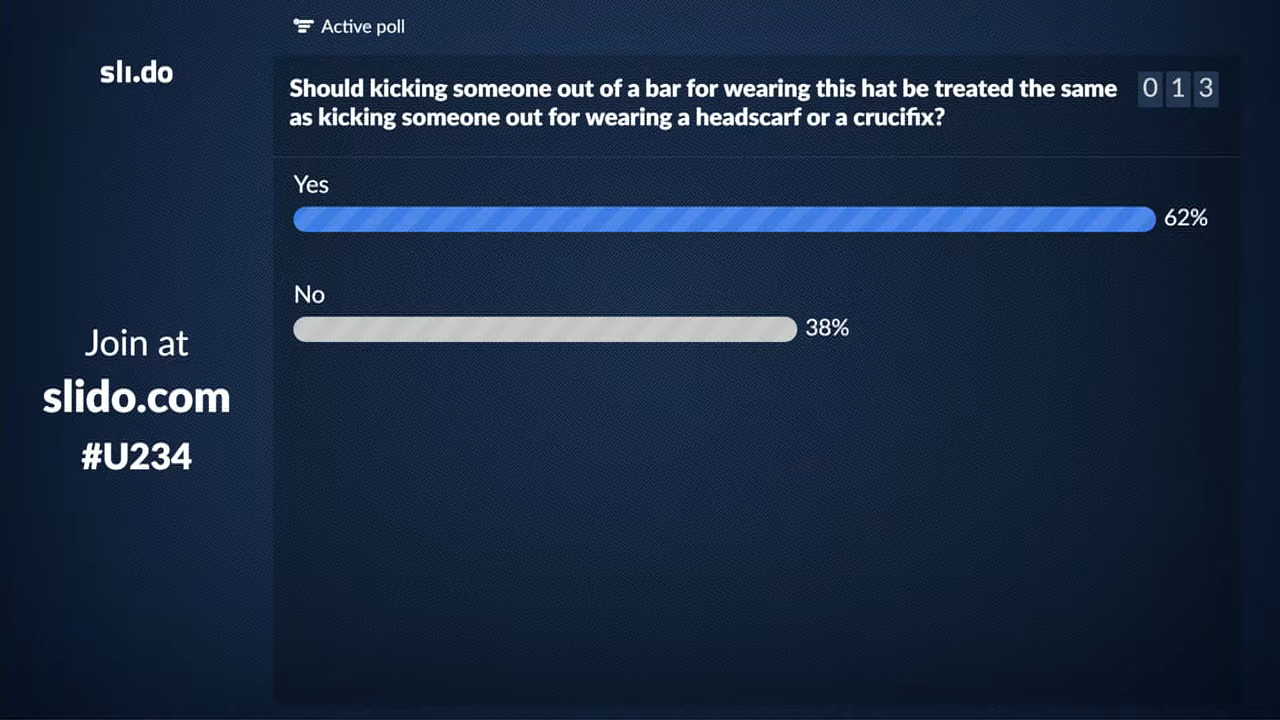 Active poll
sli.do
Should kicking someone out of a bar for wearing this hat be treated the same
as kicking someone out for wearing a headscarf or a crucifix?
0 1 3
Yes
62%
No
38%
Join at
slido.com
#U234